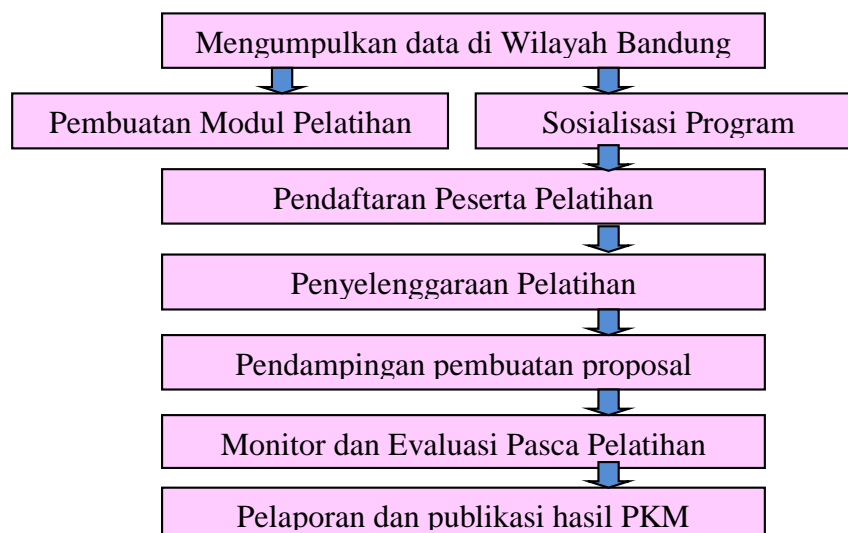 Mengumpulkan data di Wilayah Bandung
Pembuatan Modul Pelatihan
Sosialisasi Program
Pendaftaran Peserta Pelatihan
Penyelenggaraan Pelatihan
Pendampingan pembuatan proposal
Monitor dan Evaluasi Pasca Pelatihan
Pelaporan dan publikasi hasil PKM